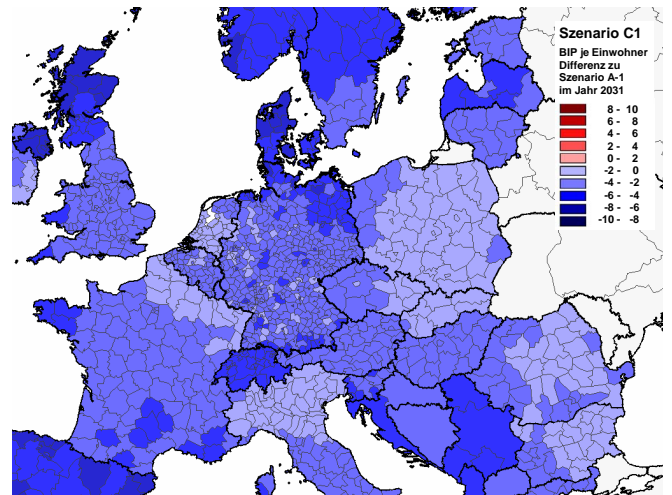 Szenario C1
BIP je Einwohner
Differenz zu
Szenario A-1
im Jahr 2031
8 - 10
6 - 8
4 - 6
2 - 4
0 - 2
-2 - 0
-4 - -2
-6 - -4
-8 - -6
-10 - -8